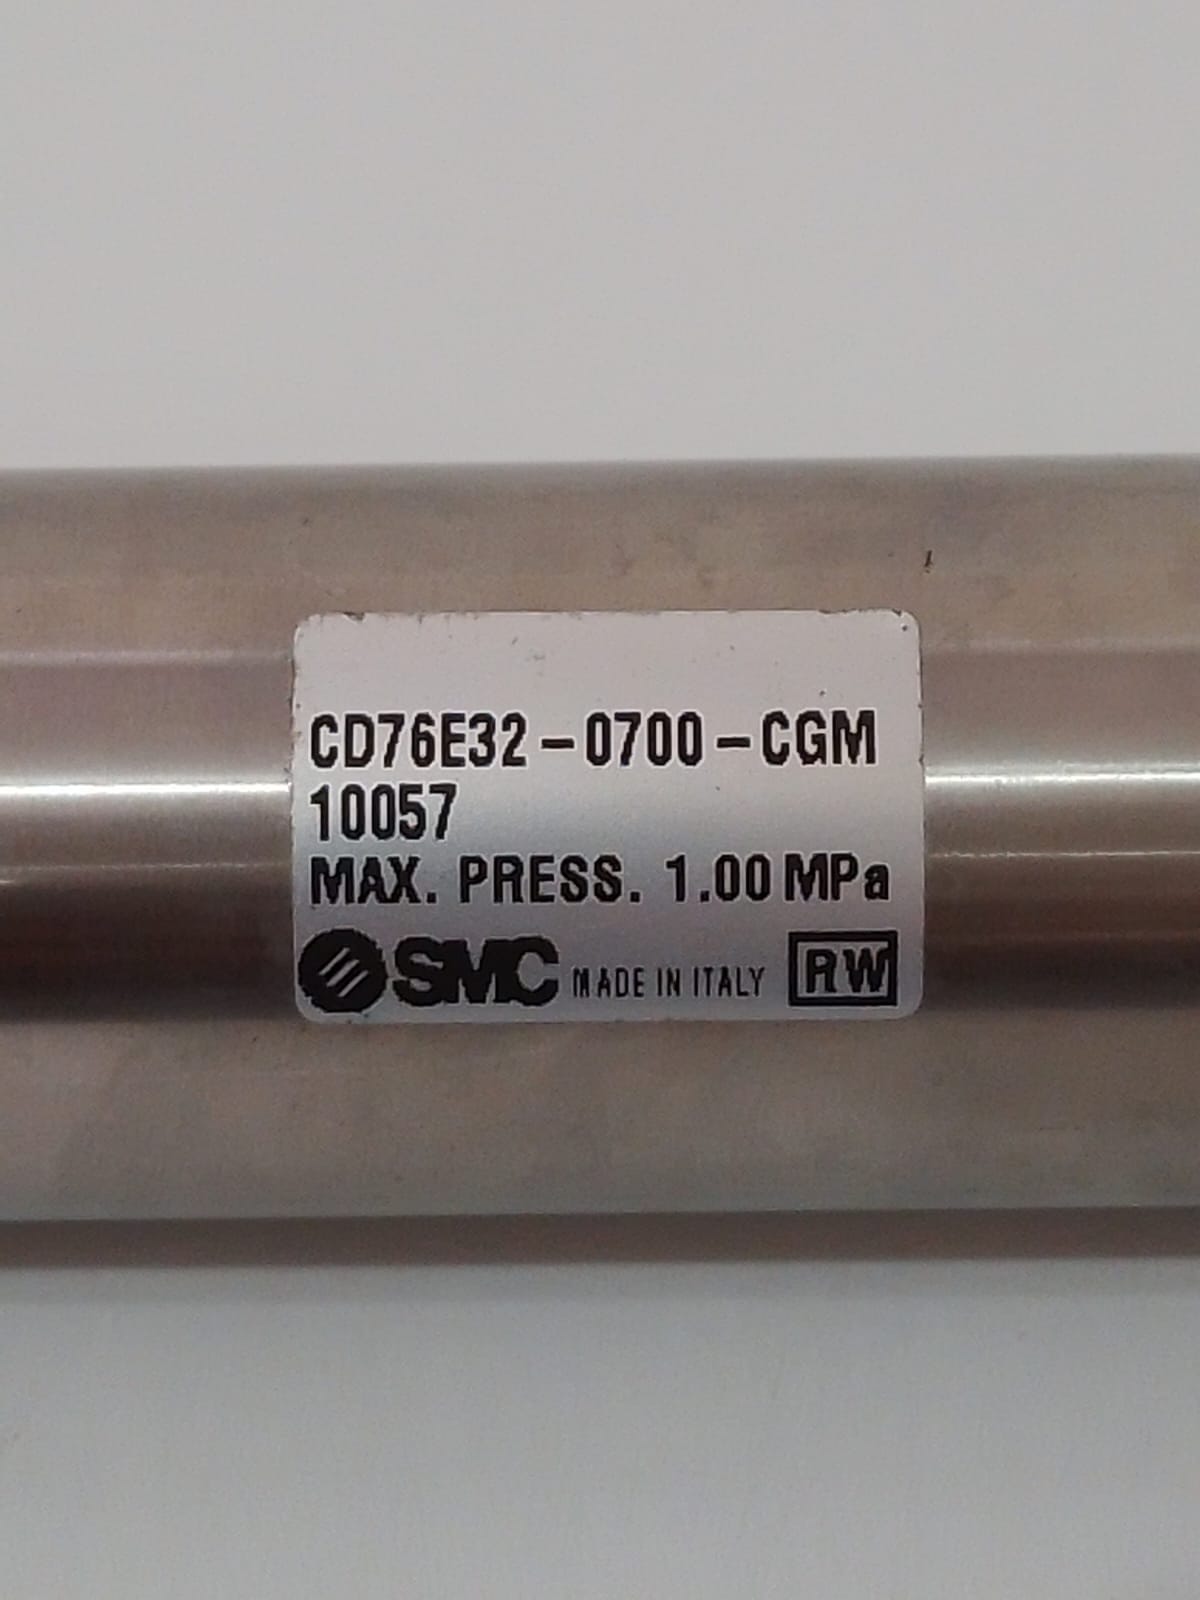 CD76E32-0700-CGM
10057
MAX. PRESS. 1.00 MPa
SMC MADE IN ITALY RW